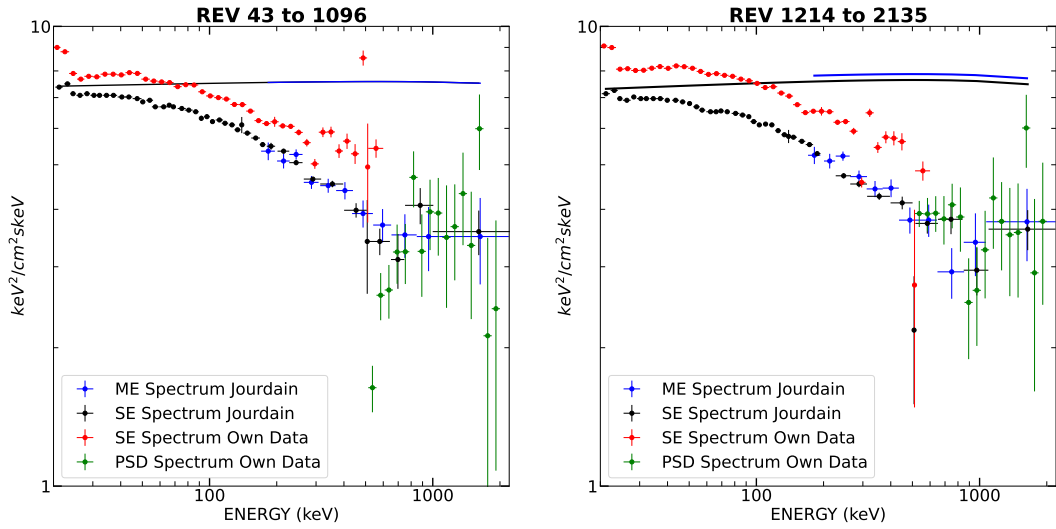 REV 43 to 1096
10
keV²/cm²skeV
ME Spectrum Jourdain
SE Spectrum Jourdain
SE Spectrum Own Data
PSD Spectrum Own Data
1
100
1000
ENERGY (keV)
REV 1214 to 2135
10
keV²/cm²skeV
ME Spectrum Jourdain
SE Spectrum Jourdain
SE Spectrum Own Data
PSD Spectrum Own Data
1
100
1000
ENERGY (keV)